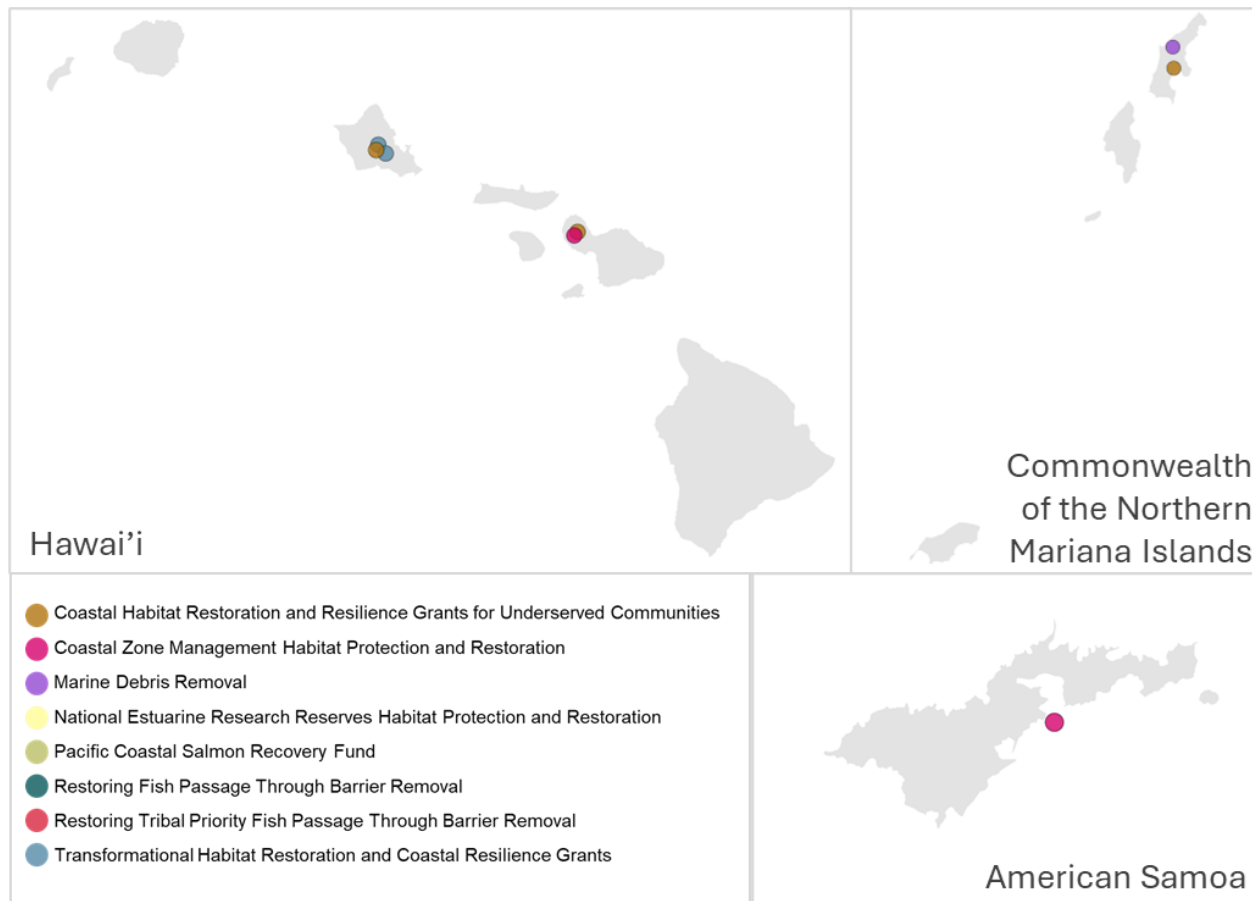 Hawai’i
Commonwealth
of the Northern
Mariana Islands
Coastal Habitat Restoration and Resilience Grants for Underserved Communities
Coastal Zone Management Habitat Protection and Restoration
Marine Debris Removal
National Estuarine Research Reserves Habitat Protection and Restoration
Pacific Coastal Salmon Recovery Fund
Restoring Fish Passage Through Barrier Removal
Restoring Tribal Priority Fish Passage Through Barrier Removal
Transformational Habitat Restoration and Coastal Resilience Grants
American Samoa